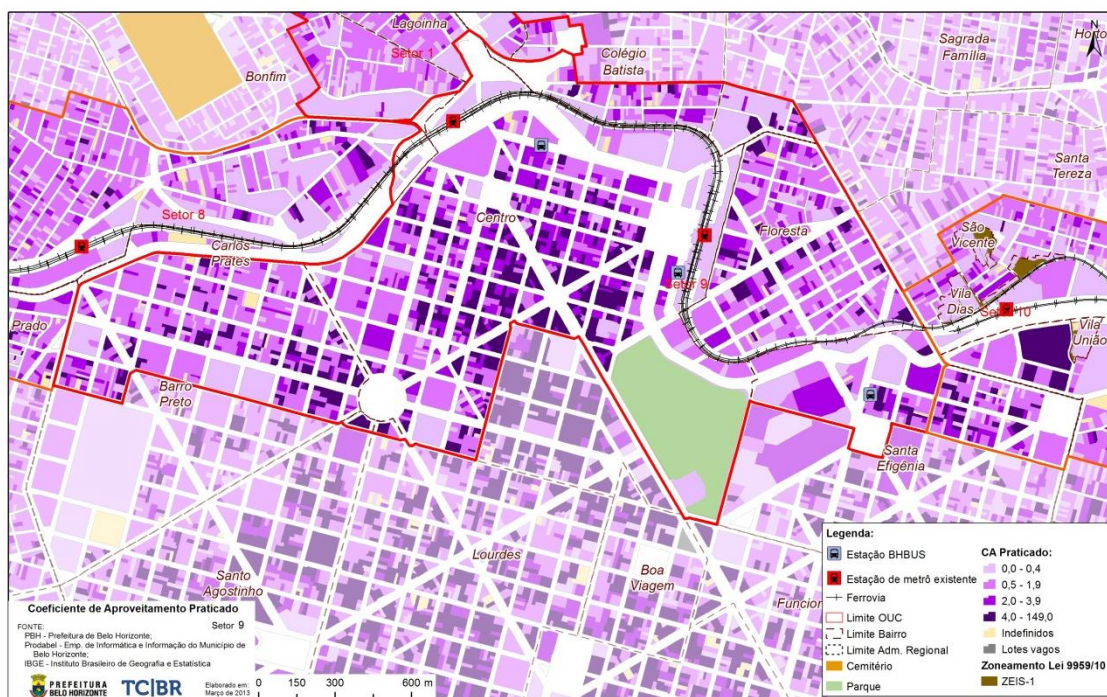 Lagoinha
Setor 1
Bonfim
Colégio
Batista
Sagrada
Família
Horto
N
Santa
Tereza
Setor 8
Carlos
Prates
Centro
Floresta
São
Vicente
Setor 9
Vila
Dias
Setor 10
Vila
União
Prado
Barro
Preto
Santa
Efigênia
Lourdes
Santo
Agostinho
Boa
Viagem
Funcion
Coeficiente de Aproveitamento Praticado
Setor 9
FONTE:
PBH - Prefeitura de Belo Horizonte;
Prodabel - Emp. de Informática e Informação do Município de
Belo Horizonte;
IBGE - Instituto Brasileiro de Geografia e Estatística
PREFEITURA
BELO HORIZONTE
TC|BR
Elaborado em:
Março de 2013
0 150 300 600 m
Legenda:
Estação BHBUS
Estação de metrô existente
Ferrovia
Limite OUC
Limite Bairro
Limite Adm. Regional
Cemitério
Parque
CA Praticado:
0,0 - 0,4
0,5 - 1,9
2,0 - 3,9
4,0 - 149,0
Indefinidos
Lotes vagos
Zoneamento Lei 9959/10
ZEIS-1